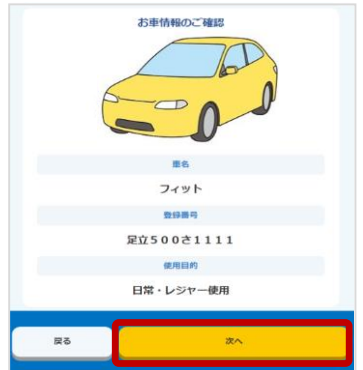 お車情報のご確認
車名
フィット
登録番号
足立５００さ１１１１
使用目的
日常・レジャー使用
戻る
次へ